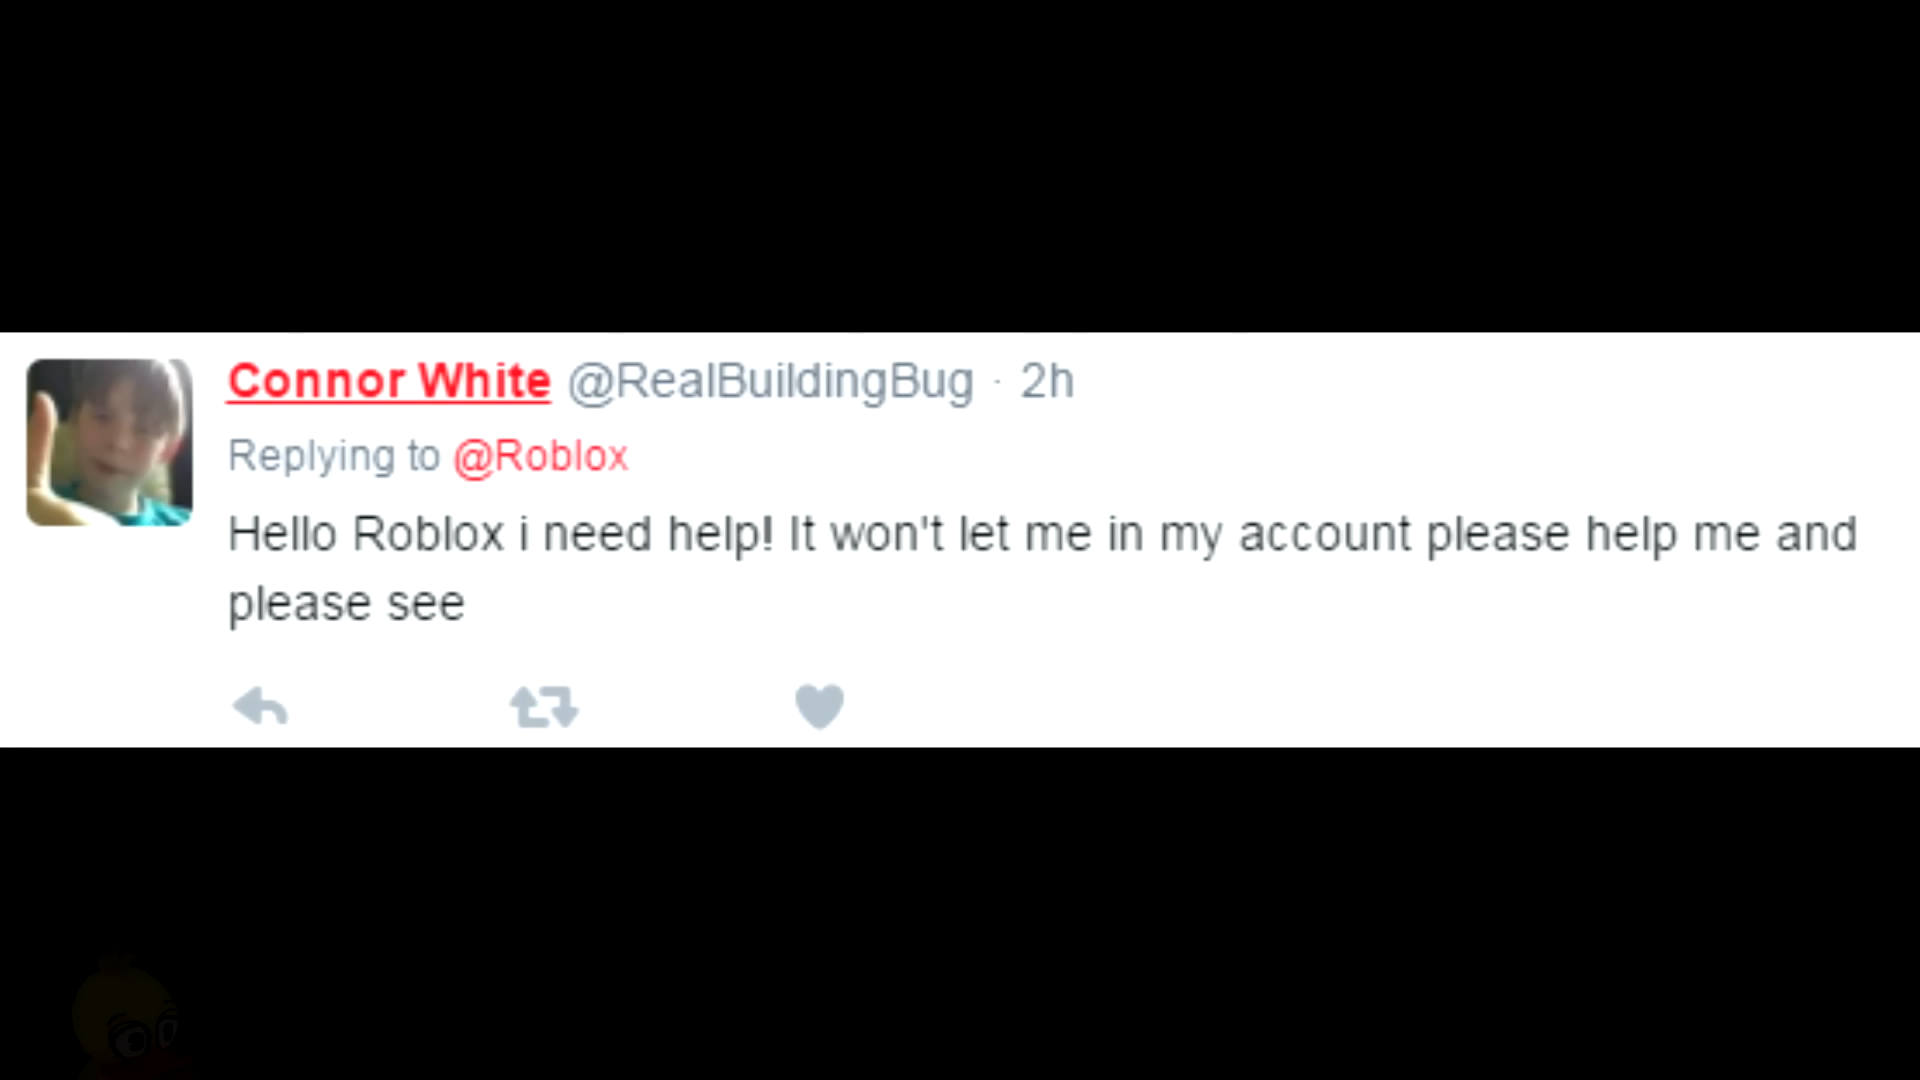 Connor White @RealBuildingBug · 2h
Replying to @Roblox
Hello Roblox i need help! It won't let me in my account please help me and
please see